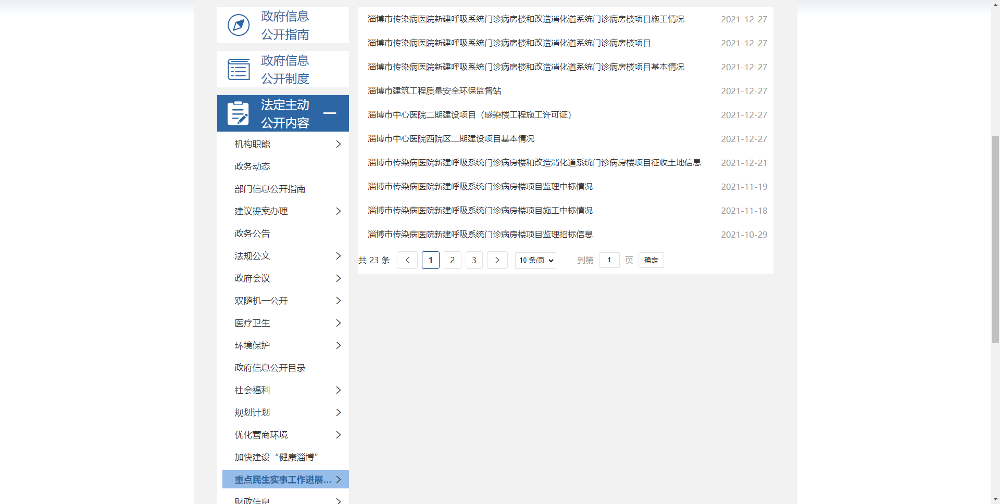 政府信息
公开指南
政府信息
公开制度
法定主动
公开内容
机构职能
政务动态
部门信息公开指南
建议提案办理
政务公告
法规公文
政府会议
双随机一公开
医疗卫生
环境保护
政府信息公开目录
社会福利
规划计划
优化营商环境
加快建设“健康淄博”
重点民生实事工作进展...
财政信息
淄博市传染病医院新建呼吸系统门诊病房楼和改造消化道系统门诊病房楼项目施工情况 2021-12-27
淄博市传染病医院新建呼吸系统门诊病房楼和改造消化道系统门诊病房楼项目 2021-12-27
淄博市传染病医院新建呼吸系统门诊病房楼和改造消化道系统门诊病房楼项目基本情况 2021-12-27
淄博市建筑工程质量安全环保监督站 2021-12-27
淄博市中心医院二期建设项目（感染楼工程施工许可证） 2021-12-27
淄博市中心医院西院区二期建设项目基本情况 2021-12-27
淄博市传染病医院新建呼吸系统门诊病房楼和改造消化道系统门诊病房楼项目征收土地信息 2021-12-21
淄博市传染病医院新建呼吸系统门诊病房楼项目监理中标情况 2021-11-19
淄博市传染病医院新建呼吸系统门诊病房楼项目施工中标情况 2021-11-18
淄博市传染病医院新建呼吸系统门诊病房楼项目监理招标信息 2021-10-29
共 23 条 1 2 3 10 条/页 到第 1 页 确定